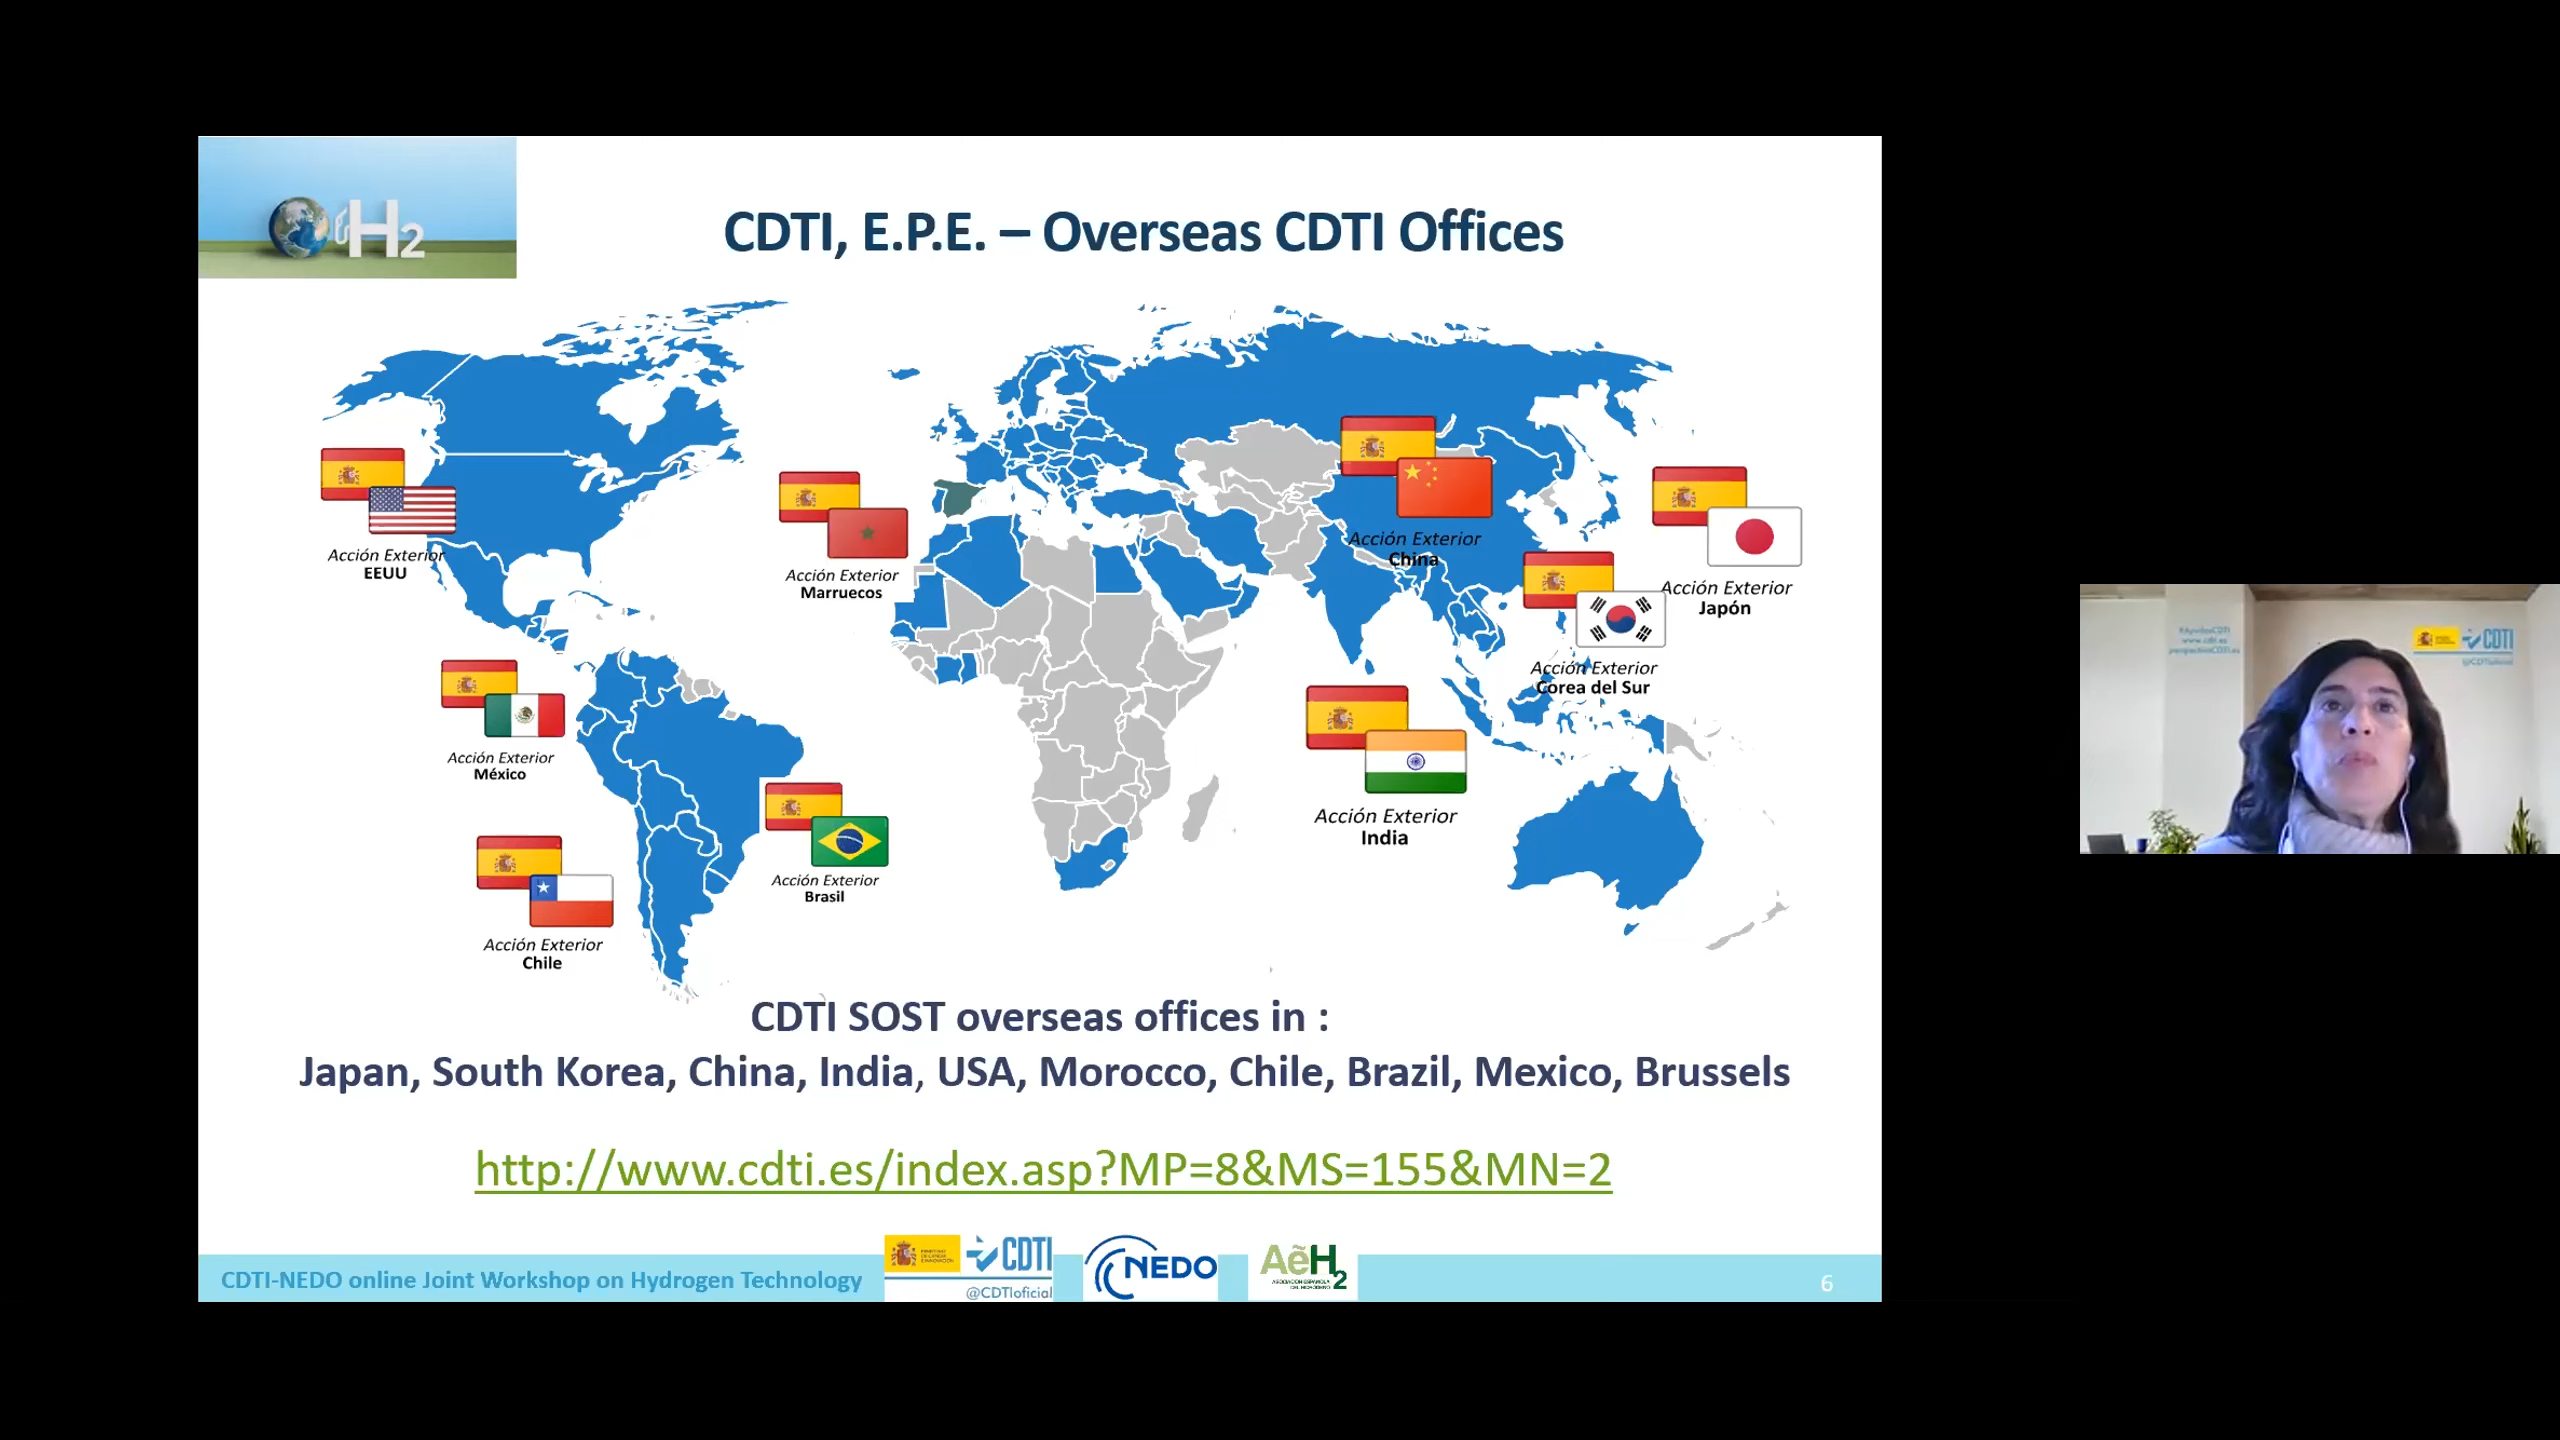 H2
CDTI, E.P.E. – Overseas CDTI Offices
Acción Exterior
EEUU
Acción Exterior
Marruecos
Acción Exterior
China
Acción Exterior
Japón
Acción Exterior
Corea del Sur
Acción Exterior
México
Acción Exterior
India
Acción Exterior
Brasil
Acción Exterior
Chile
CDTI SOST overseas offices in :
Japan, South Korea, China, India, USA, Morocco, Chile, Brazil, Mexico, Brussels
http://www.cdti.es/index.asp?MP=8&MS=155&MN=2
CDTI-NEDO online Joint Workshop on Hydrogen Technology
CDTI
@CDTIoficial
NEDO
AeH2
6
CDTI
@CDTIoficial